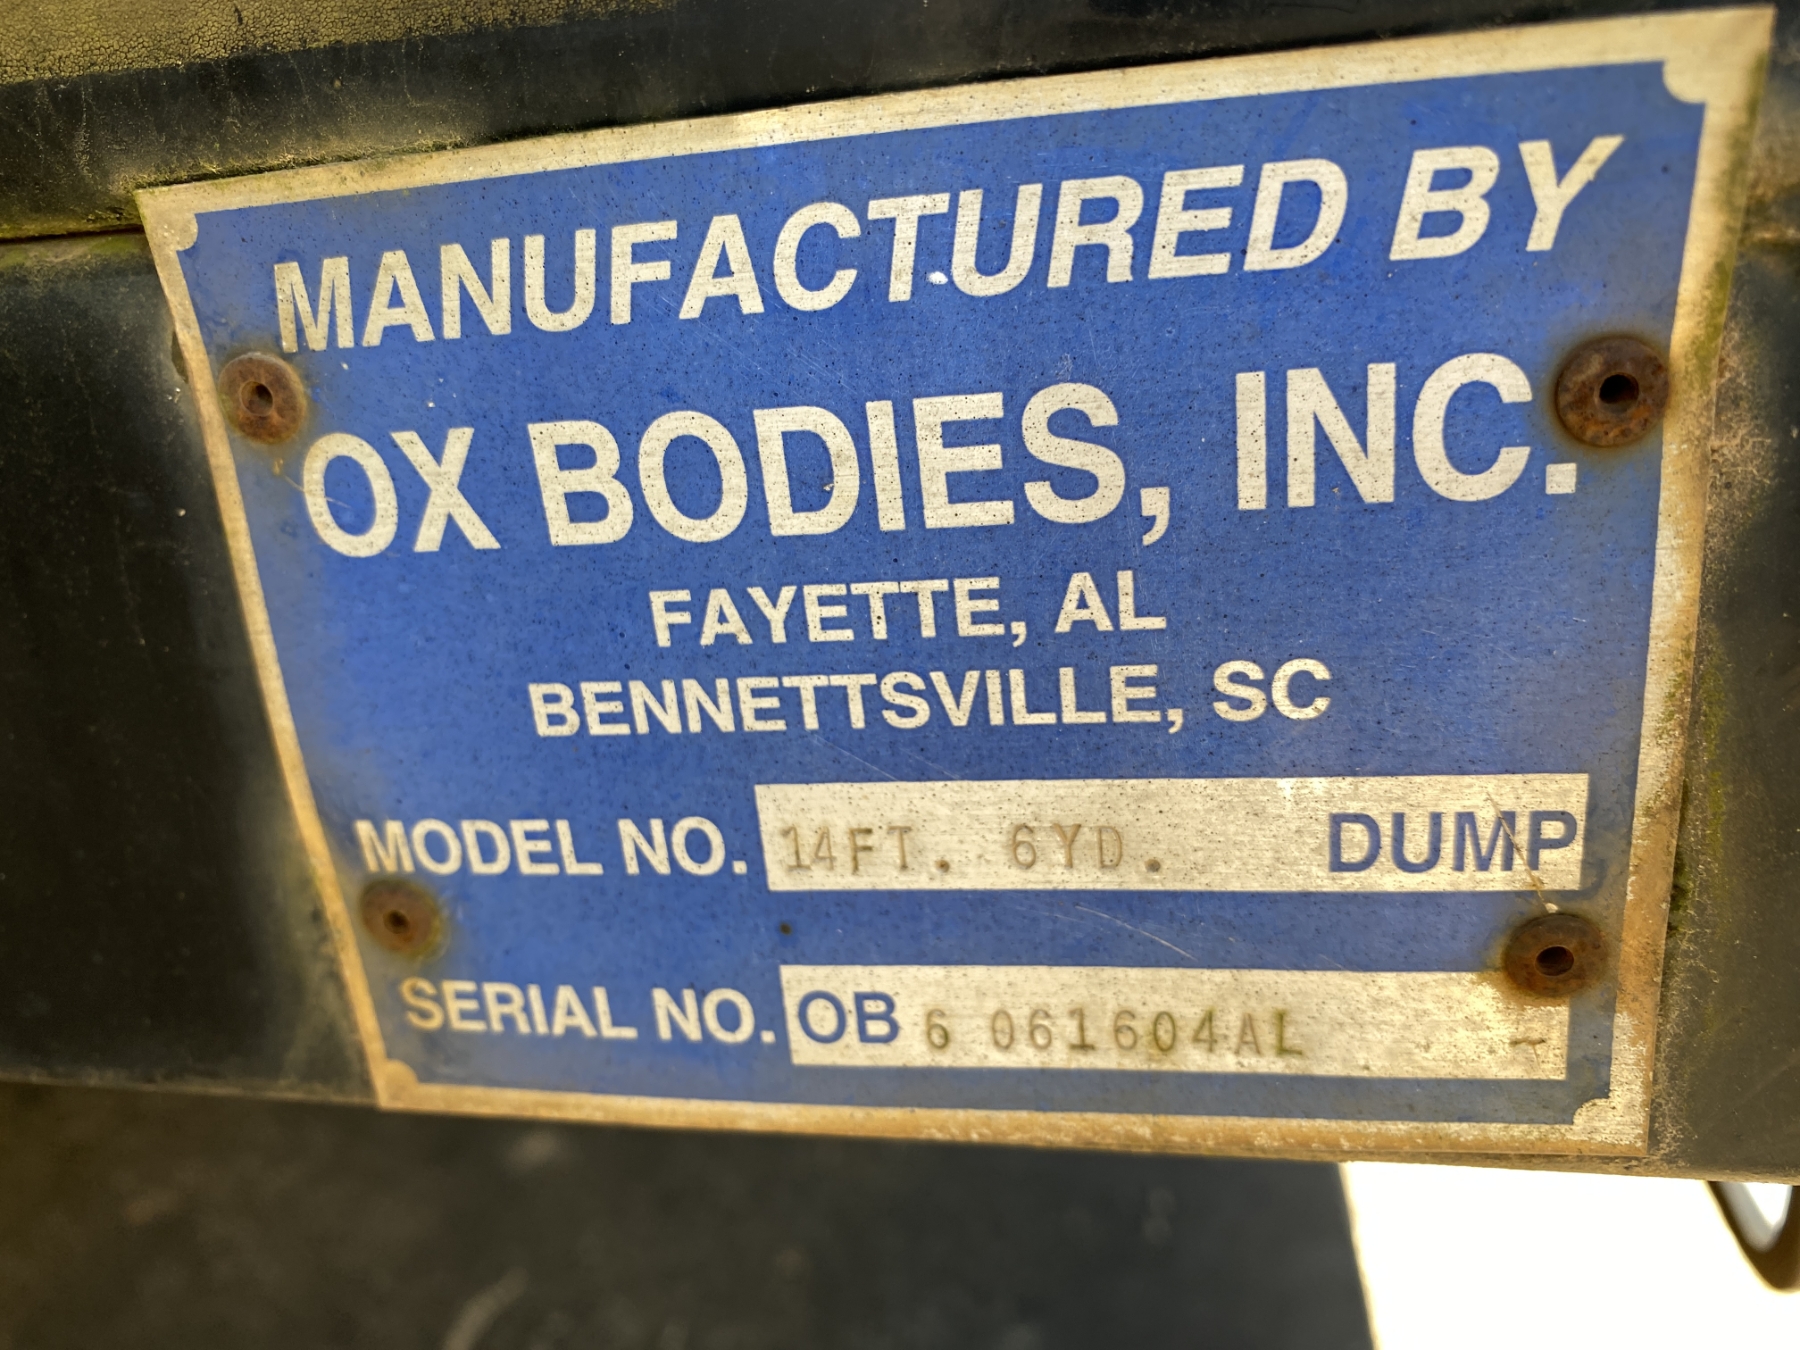 MANUFACTURED BY
OX BODIES, INC.
FAYETTE, AL
BENNETTSVILLE, SC
MODEL NO. 14FT. 6YD. DUMP
SERIAL NO. OB 6 061604AL -